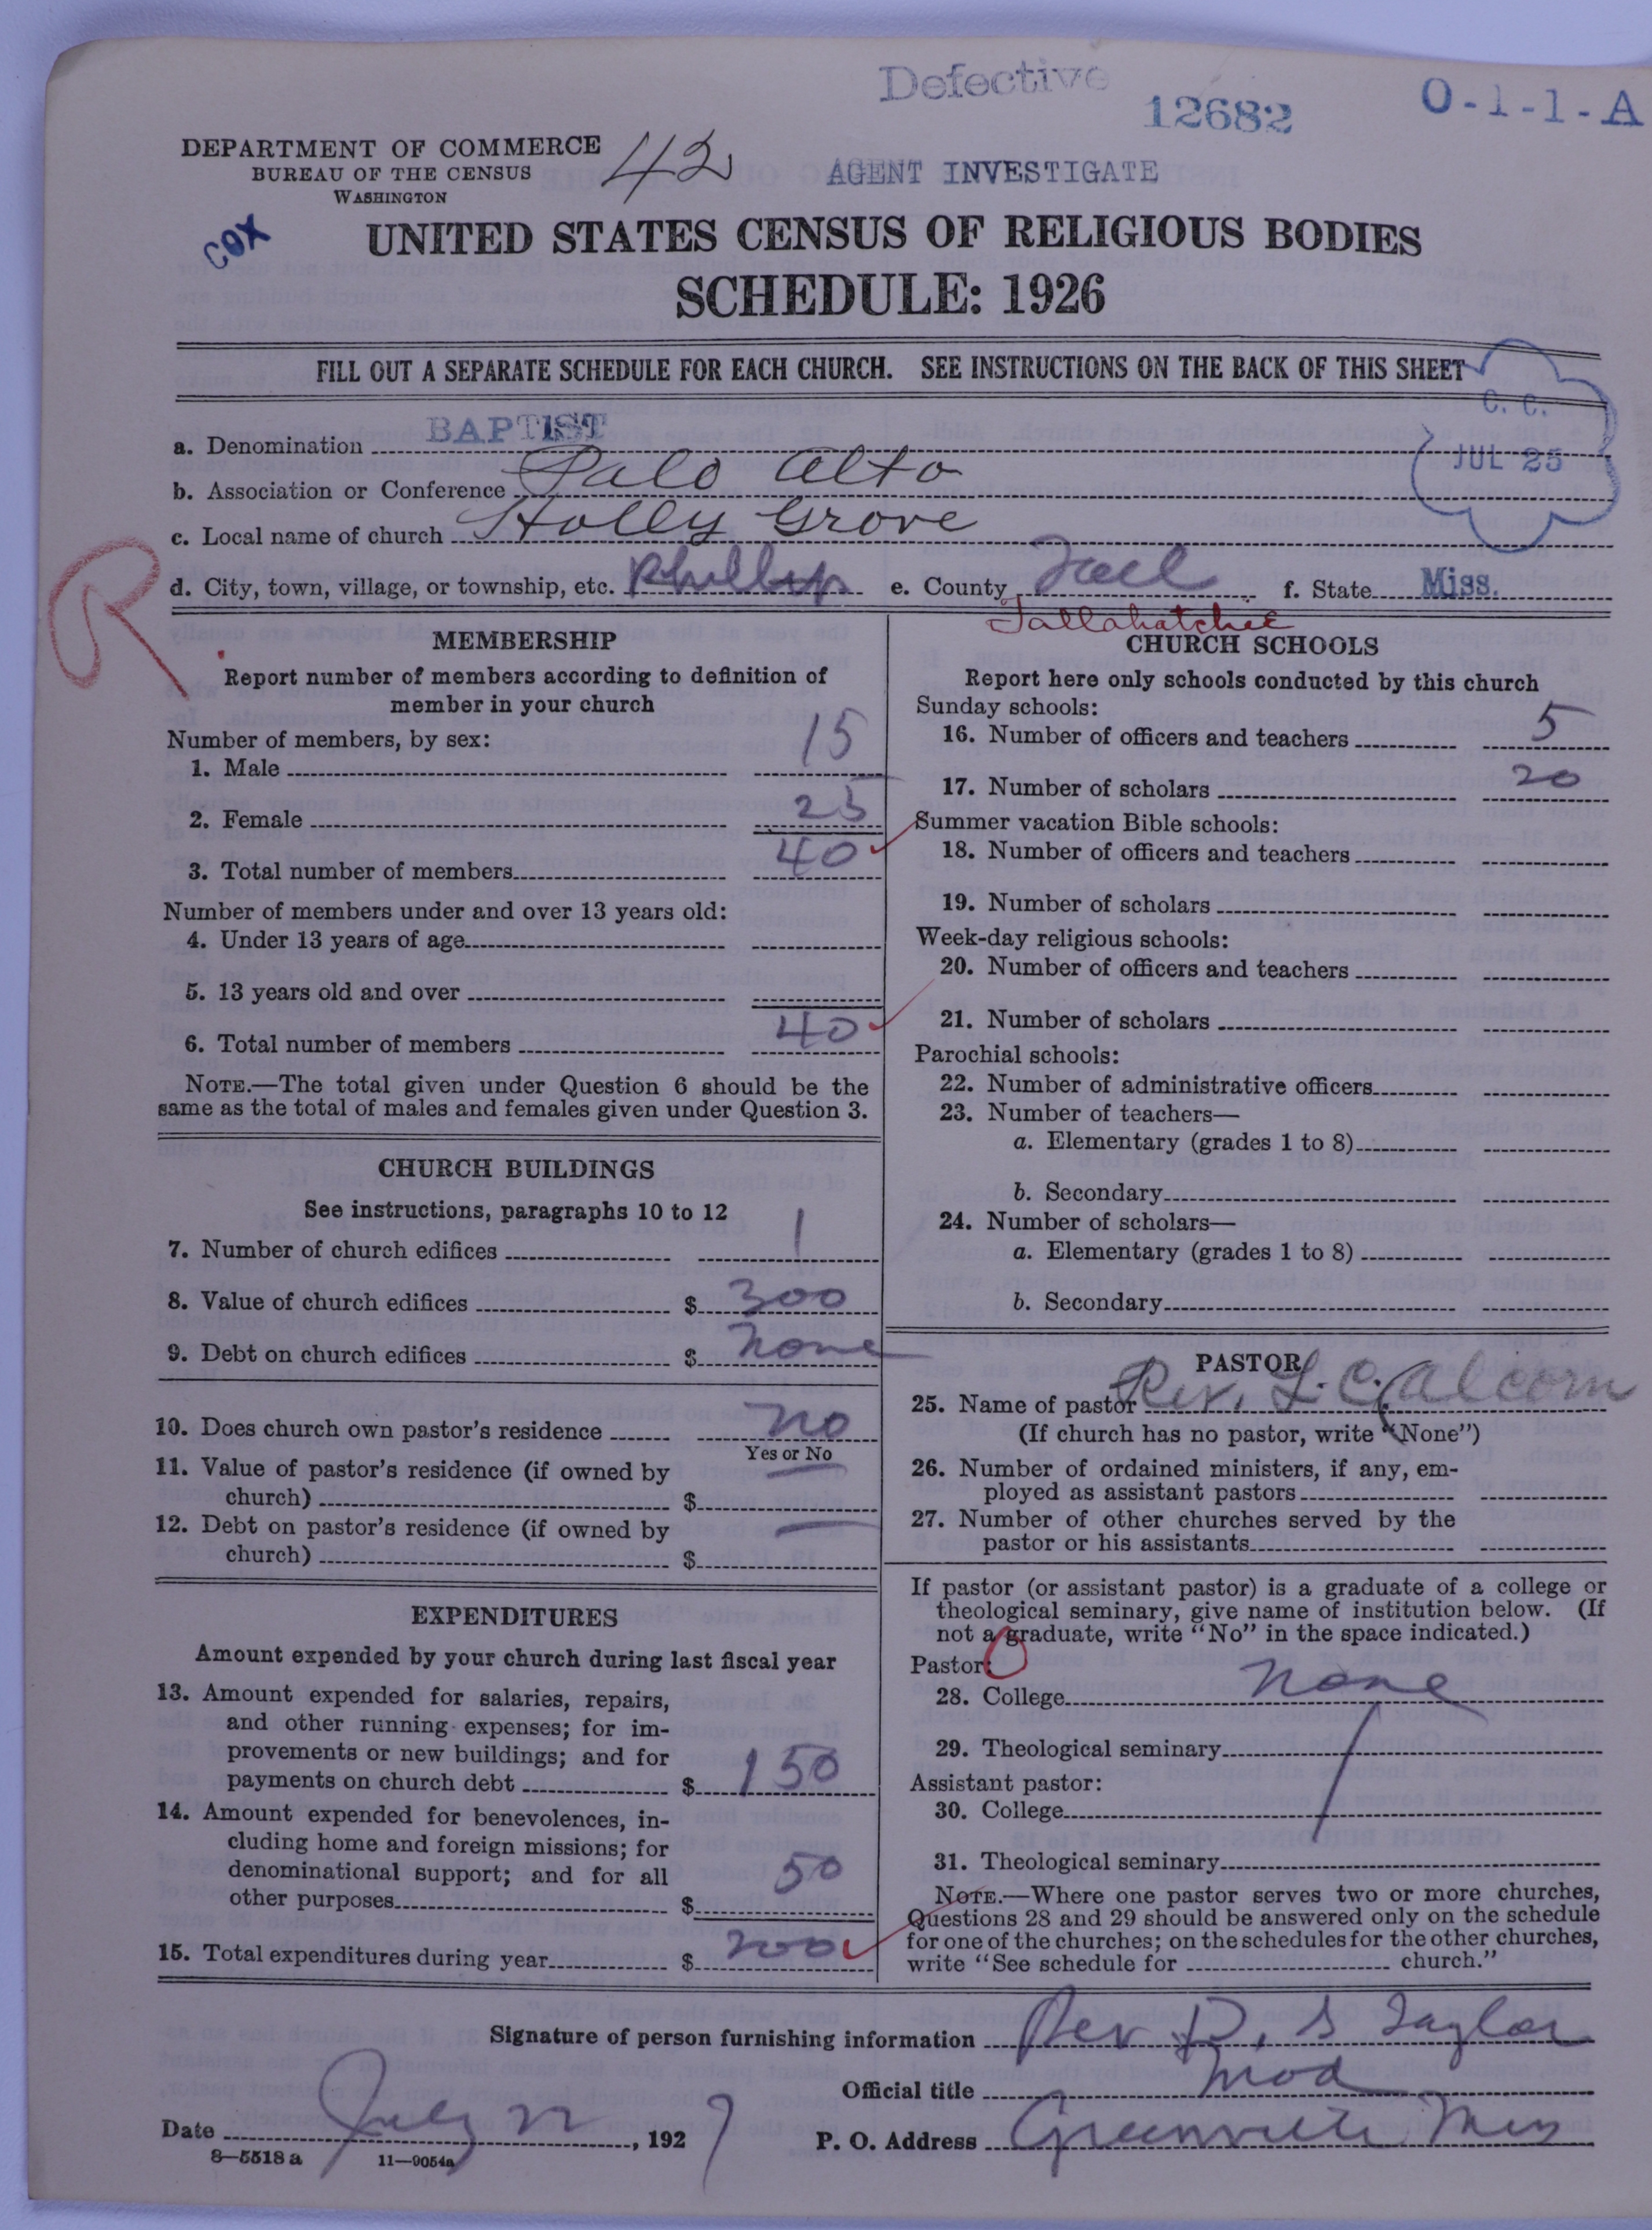 Defective
12682
O-1-1-A
DEPARTMENT OF COMMERCE
BUREAU OF THE CENSUS
WASHINGTON
42
AGENT INVESTIGATE
COX
UNITED STATES CENSUS OF RELIGIOUS BODIES
SCHEDULE: 1926
FILL OUT A SEPARATE SCHEDULE FOR EACH CHURCH. SEE INSTRUCTIONS ON THE BACK OF THIS SHEET
C. C.
JUL 25
a. Denomination BAPTIST
b. Association or Conference Palo Alto
c. Local name of church Holly Grove
R.
d. City, town, village, or township, etc. Phillip e. County Tall f. State Miss.
Tallahatchie
MEMBERSHIP
Report number of members according to definition of
member in your church
Number of members, by sex:
1. Male 15
2. Female 25
3. Total number of members 40
Number of members under and over 13 years old:
4. Under 13 years of age
5. 13 years old and over
6. Total number of members 40
NOTE.—The total given under Question 6 should be the
same as the total of males and females given under Question 3.
CHURCH BUILDINGS
See instructions, paragraphs 10 to 12
7. Number of church edifices 1
8. Value of church edifices $ 300
9. Debt on church edifices $ none
10. Does church own pastor's residence no
Yes or No
11. Value of pastor's residence (if owned by
church) $ —
12. Debt on pastor's residence (if owned by
church) $ —
EXPENDITURES
Amount expended by your church during last fiscal year
13. Amount expended for salaries, repairs,
and other running expenses; for im-
provements or new buildings; and for
payments on church debt $ 150
14. Amount expended for benevolences, in-
cluding home and foreign missions; for
denominational support; and for all
other purposes $ 50
15. Total expenditures during year $ 200
CHURCH SCHOOLS
Report here only schools conducted by this church
Sunday schools:
16. Number of officers and teachers 5
17. Number of scholars 20
Summer vacation Bible schools:
18. Number of officers and teachers
19. Number of scholars
Week-day religious schools:
20. Number of officers and teachers
21. Number of scholars
Parochial schools:
22. Number of administrative officers
23. Number of teachers—
a. Elementary (grades 1 to 8)
b. Secondary
24. Number of scholars—
a. Elementary (grades 1 to 8)
b. Secondary
PASTOR
25. Name of pastor Rev. L. C. Alcorn
(If church has no pastor, write "None")
26. Number of ordained ministers, if any, em-
ployed as assistant pastors
27. Number of other churches served by the
pastor or his assistants
If pastor (or assistant pastor) is a graduate of a college or
theological seminary, give name of institution below. (If
not a graduate, write "No" in the space indicated.)
Pastor: 0
28. College none
29. Theological seminary
Assistant pastor:
30. College
31. Theological seminary
NOTE.—Where one pastor serves two or more churches,
Questions 28 and 29 should be answered only on the schedule
for one of the churches; on the schedules for the other churches,
write "See schedule for church."
Signature of person furnishing information Rev D. S Taylor
Official title Mod
Date July 22, 1927 P. O. Address Greenville Miss
8—5518a 11—9054a